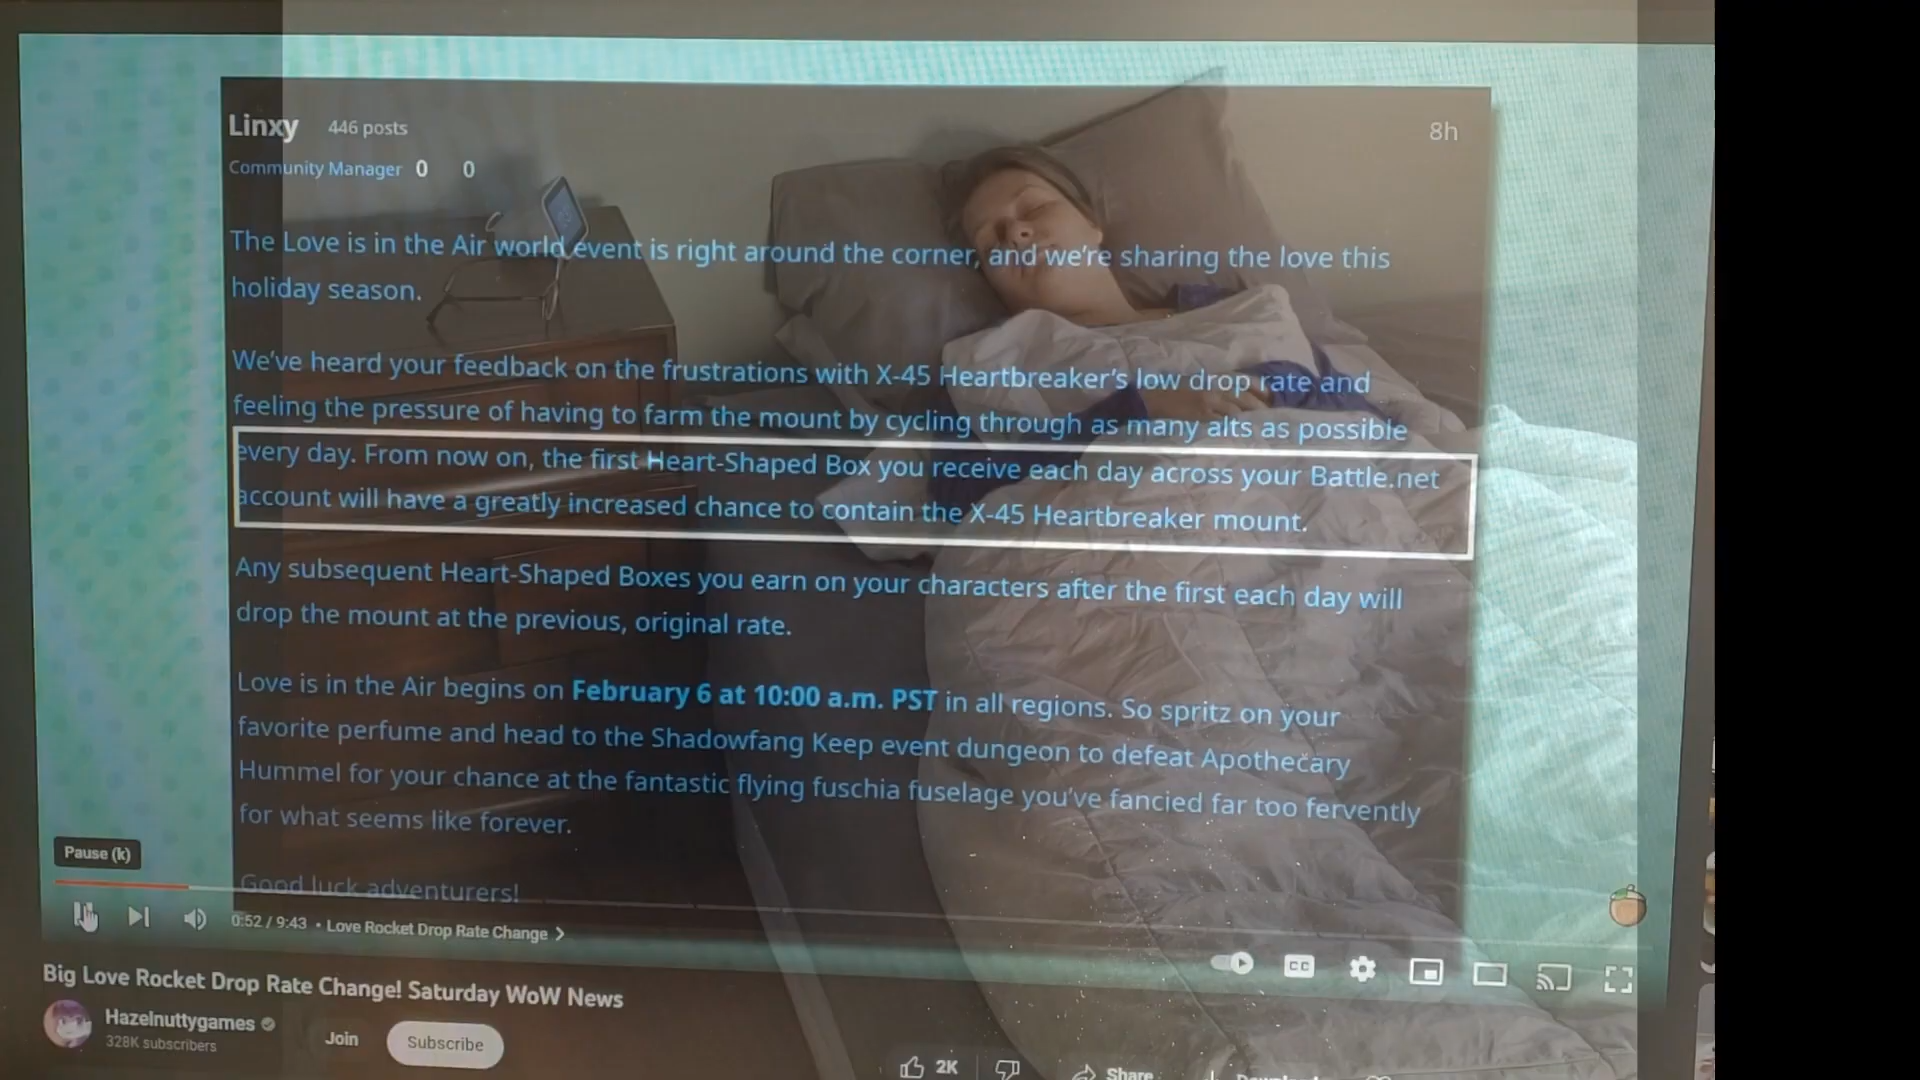 Linxy 446 posts 8h
Community Manager 0 0
The Love is in the Air world event is right around the corner, and we're sharing the love this
holiday season.
We've heard your feedback on the frustrations with X-45 Heartbreaker's low drop rate and
feeling the pressure of having to farm the mount by cycling through as many alts as possible
every day. From now on, the first Heart-Shaped Box you receive each day across your Battle.net
account will have a greatly increased chance to contain the X-45 Heartbreaker mount.
Any subsequent Heart-Shaped Boxes you earn on your characters after the first each day will
drop the mount at the previous, original rate.
Love is in the Air begins on February 6 at 10:00 a.m. PST in all regions. So spritz on your
favorite perfume and head to the Shadowfang Keep event dungeon to defeat Apothecary
Hummel for your chance at the fantastic flying fuschia fuselage you've fancied far too fervently
for what seems like forever.
Good luck adventurers!
Pause (k)
0:52 / 9:43 • Love Rocket Drop Rate Change >
CC
Big Love Rocket Drop Rate Change! Saturday WoW News
Hazelnuttygames
328K subscribers
Join
Subscribe
2K
Share